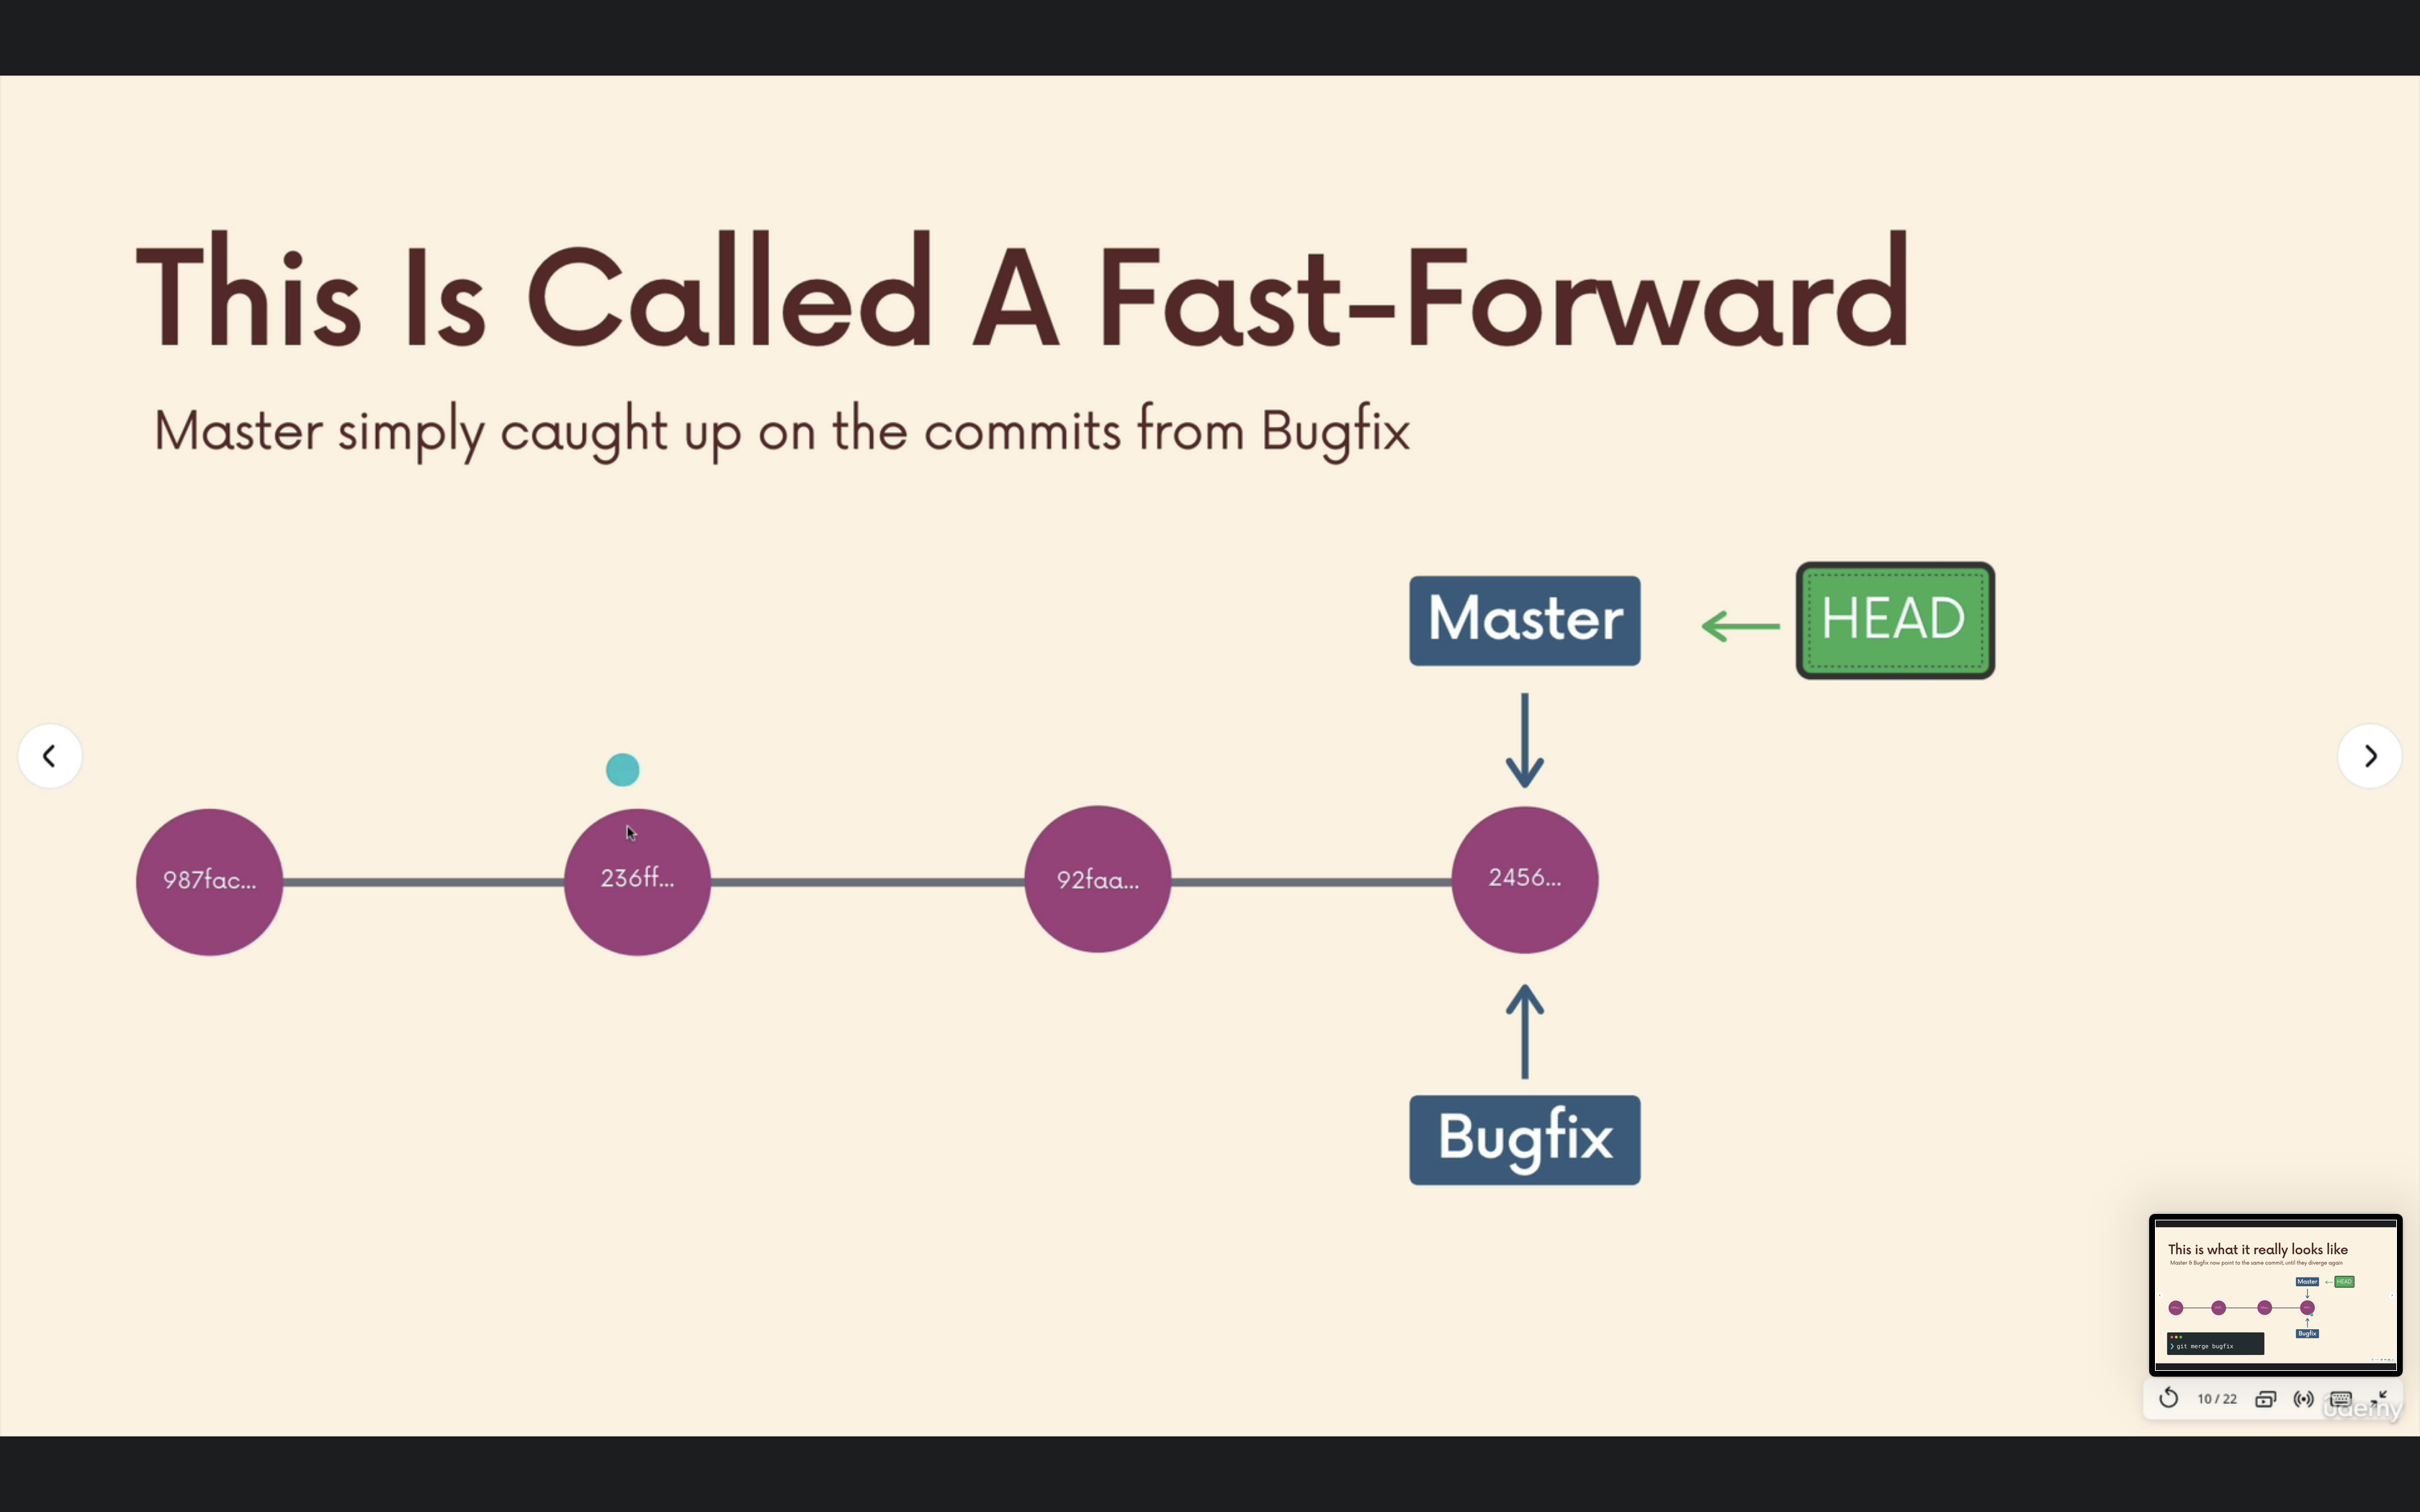 This Is Called A Fast-Forward
Master simply caught up on the commits from Bugfix
Master
HEAD
987fac...
236ff...
92faa...
2456...
Bugfix
This is what it really looks like
Master & Bugfix now point to the same commit, until they diverge again
Master
HEAD
Bugfix
❯ git merge bugfix
10 / 22
udemy